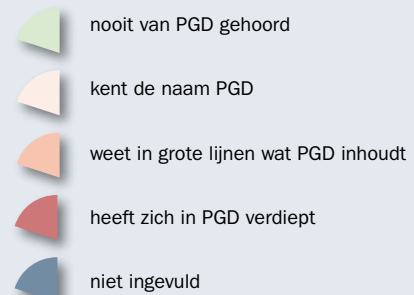 nooit van PGD gehoord
kent de naam PGD
weet in grote lijnen wat PGD inhoudt
heeft zich in PGD verdiept
niet ingevuld